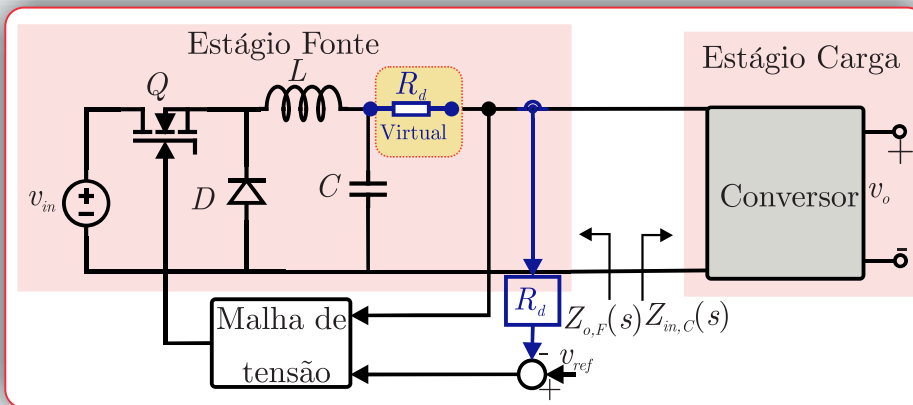 Estágio Fonte
Estágio Carga
Q
L
R_d
Virtual
v_in
+
−
D
C
Conversor
v_o
+
-
R_d
Z_o,F(s)
Z_in,C(s)
Malha de
tensão
-
v_ref
+